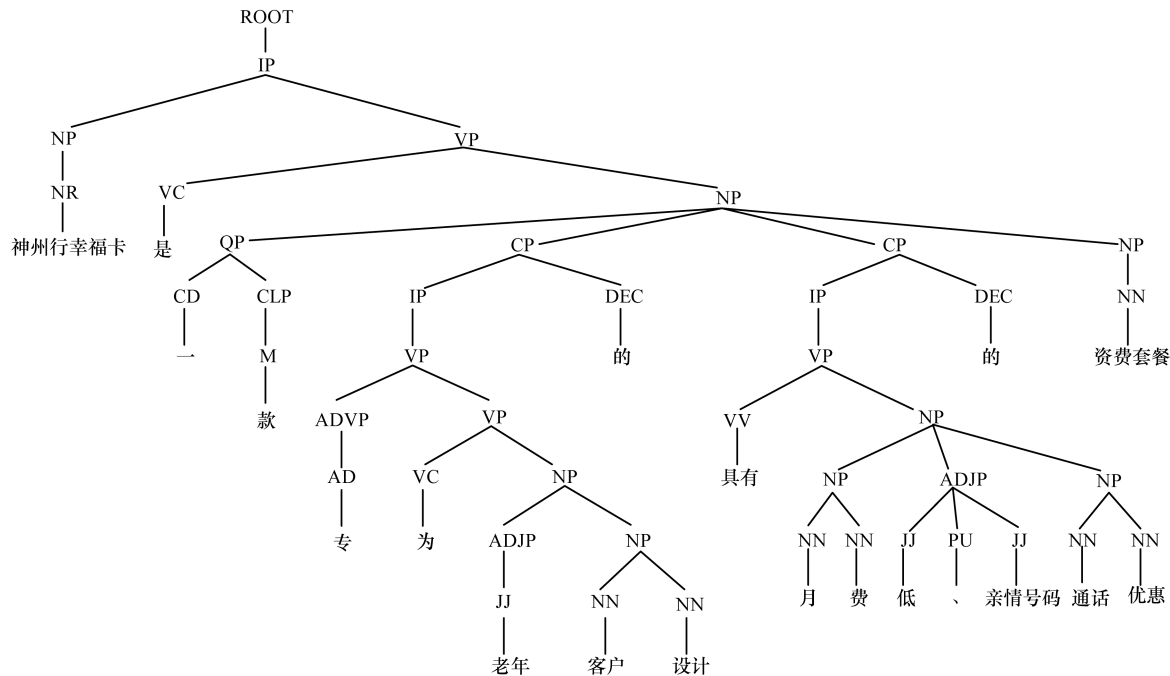 ROOT
IP
NP VP
NR VC NP
神州行幸福卡 是 QP CP CP NP
CD CLP IP DEC IP DEC NN
一 M VP 的 VP 的 资费套餐
款 ADVP VP VV NP
AD VC NP 具有 NP ADJP NP
专 为 ADJP NP NN NN JJ PU JJ NN NN
JJ NN NN 月 费 低 、 亲情号码 通话 优惠
老年 客户 设计